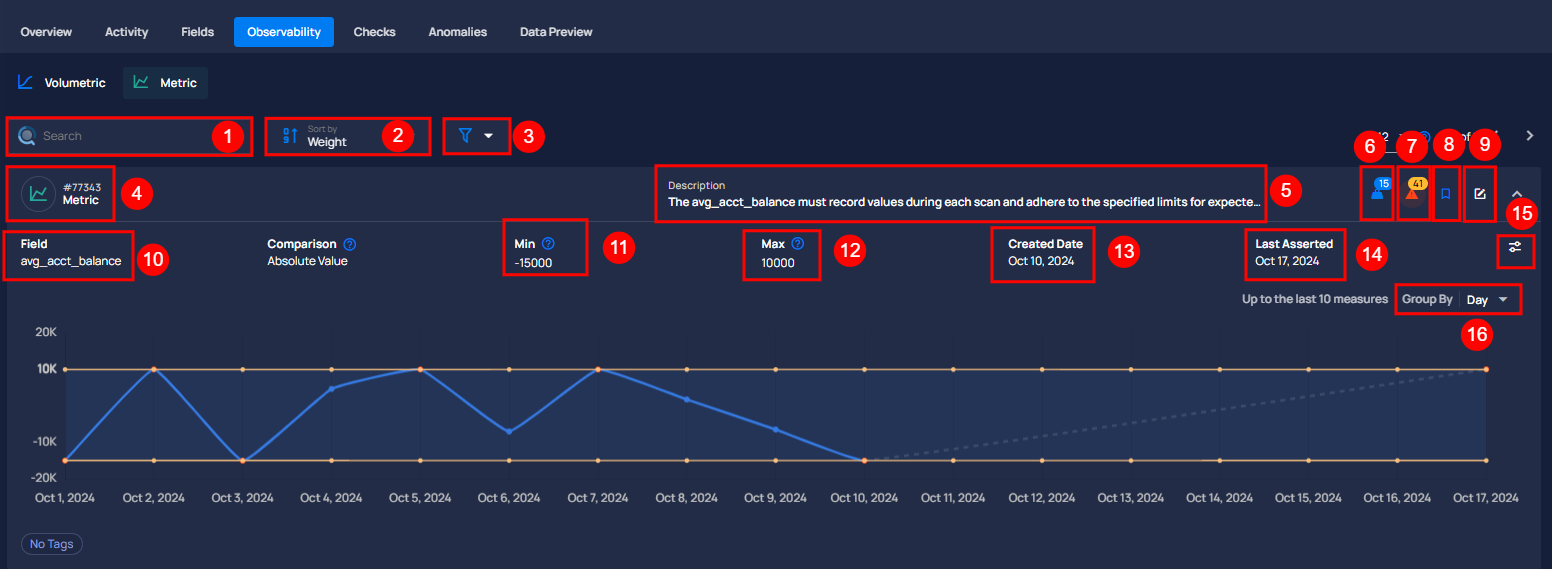 Overview Activity Fields Observability Checks Anomalies Data Preview
Volumetric Metric
Search 1 Sort by Weight 2 3
6 7 8 9
#77343
Metric
4
Description
The avg_acct_balance must record values during each scan and adhere to the specified limits for expecte...
5
15 41
15
Field
avg_acct_balance
10
Comparison
Absolute Value
Min
-15000
11
Max
10000
12
Created Date
Oct 10, 2024
13
Last Asserted
Oct 17, 2024
14
Up to the last 10 measures Group By Day
16
20K
10K
-10K
-20K
Oct 1, 2024 Oct 2, 2024 Oct 3, 2024 Oct 4, 2024 Oct 5, 2024 Oct 6, 2024 Oct 7, 2024 Oct 8, 2024 Oct 9, 2024 Oct 10, 2024 Oct 11, 2024 Oct 12, 2024 Oct 13, 2024 Oct 14, 2024 Oct 15, 2024 Oct 16, 2024 Oct 17, 2024
No Tags